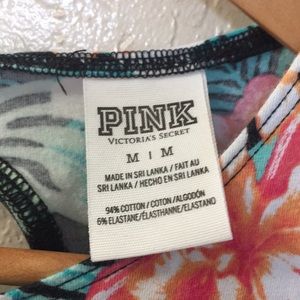 PINK
VICTORIA'S SECRET
M | M
MADE IN SRI LANKA / FAIT AU
SRI LANKA / HECHO EN SRI LANKA
94% COTTON / COTON / ALGODÓN
6% ELASTANE/ÉLASTHANNE/ELASTANO